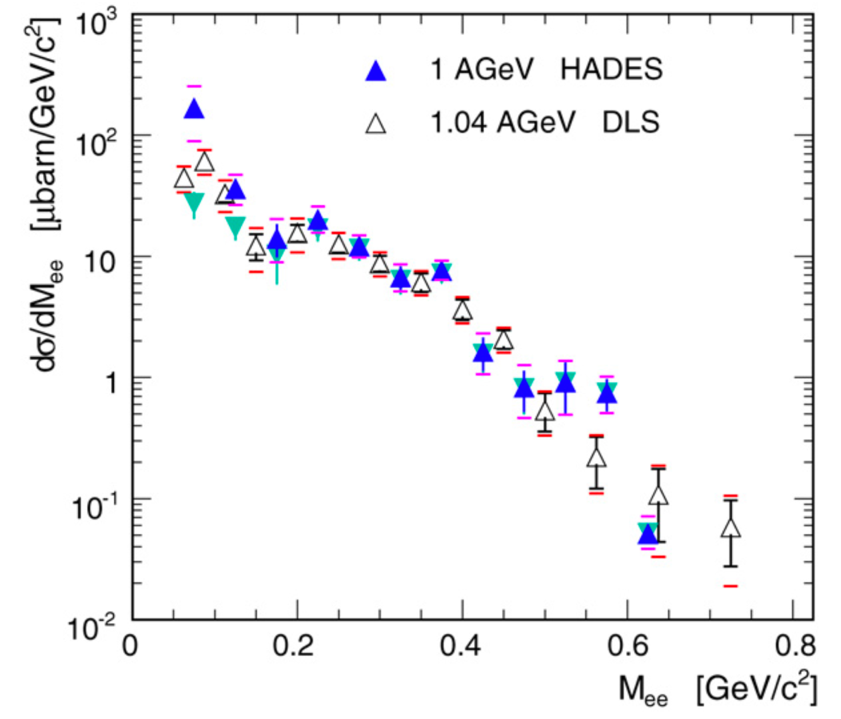 10³
10²
10
1
10⁻¹
10⁻²
dσ/dMee [μbarn/GeV/c²]
1 AGeV HADES
1.04 AGeV DLS
0 0.2 0.4 0.6 0.8
Mee [GeV/c²]